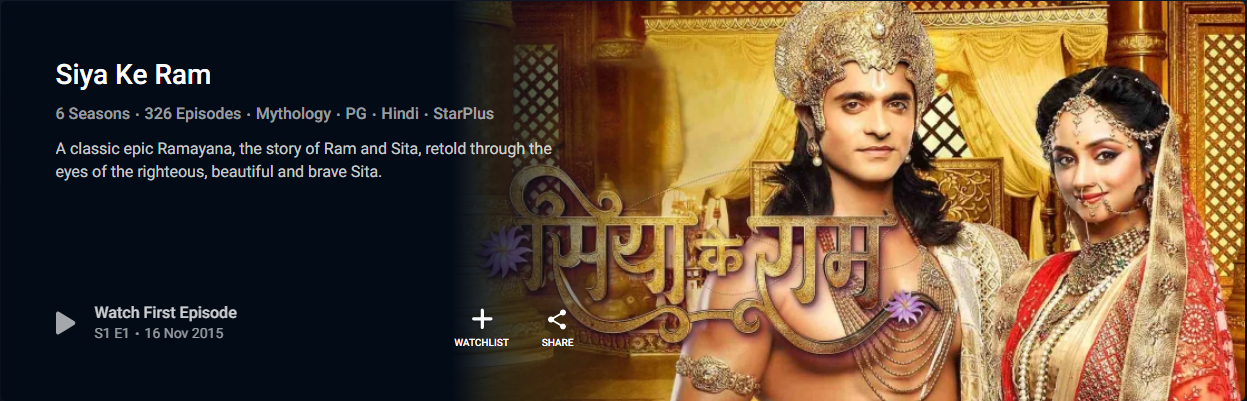 Siya Ke Ram
6 Seasons • 326 Episodes • Mythology • PG • Hindi • StarPlus
A classic epic Ramayana, the story of Ram and Sita, retold through the
eyes of the righteous, beautiful and brave Sita.
सिया के राम
Watch First Episode
S1 E1 • 16 Nov 2015
WATCHLIST
SHARE